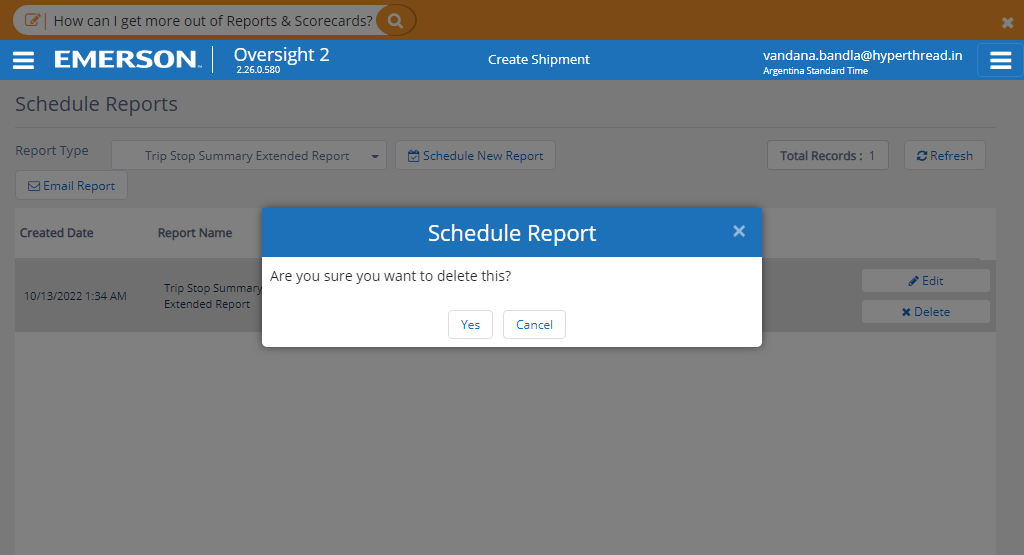 How can I get more out of Reports & Scorecards?
EMERSON™
Oversight 2
2.26.0.580
Create Shipment
vandana.bandla@hyperthread.in
Argentina Standard Time
Schedule Reports
Report Type
Trip Stop Summary Extended Report
Schedule New Report
Total Records : 1
Refresh
Email Report
Created Date
Report Name
10/13/2022 1:34 AM
Trip Stop Summary
Extended Report
Edit
Delete
Schedule Report
×
Are you sure you want to delete this?
Yes
Cancel